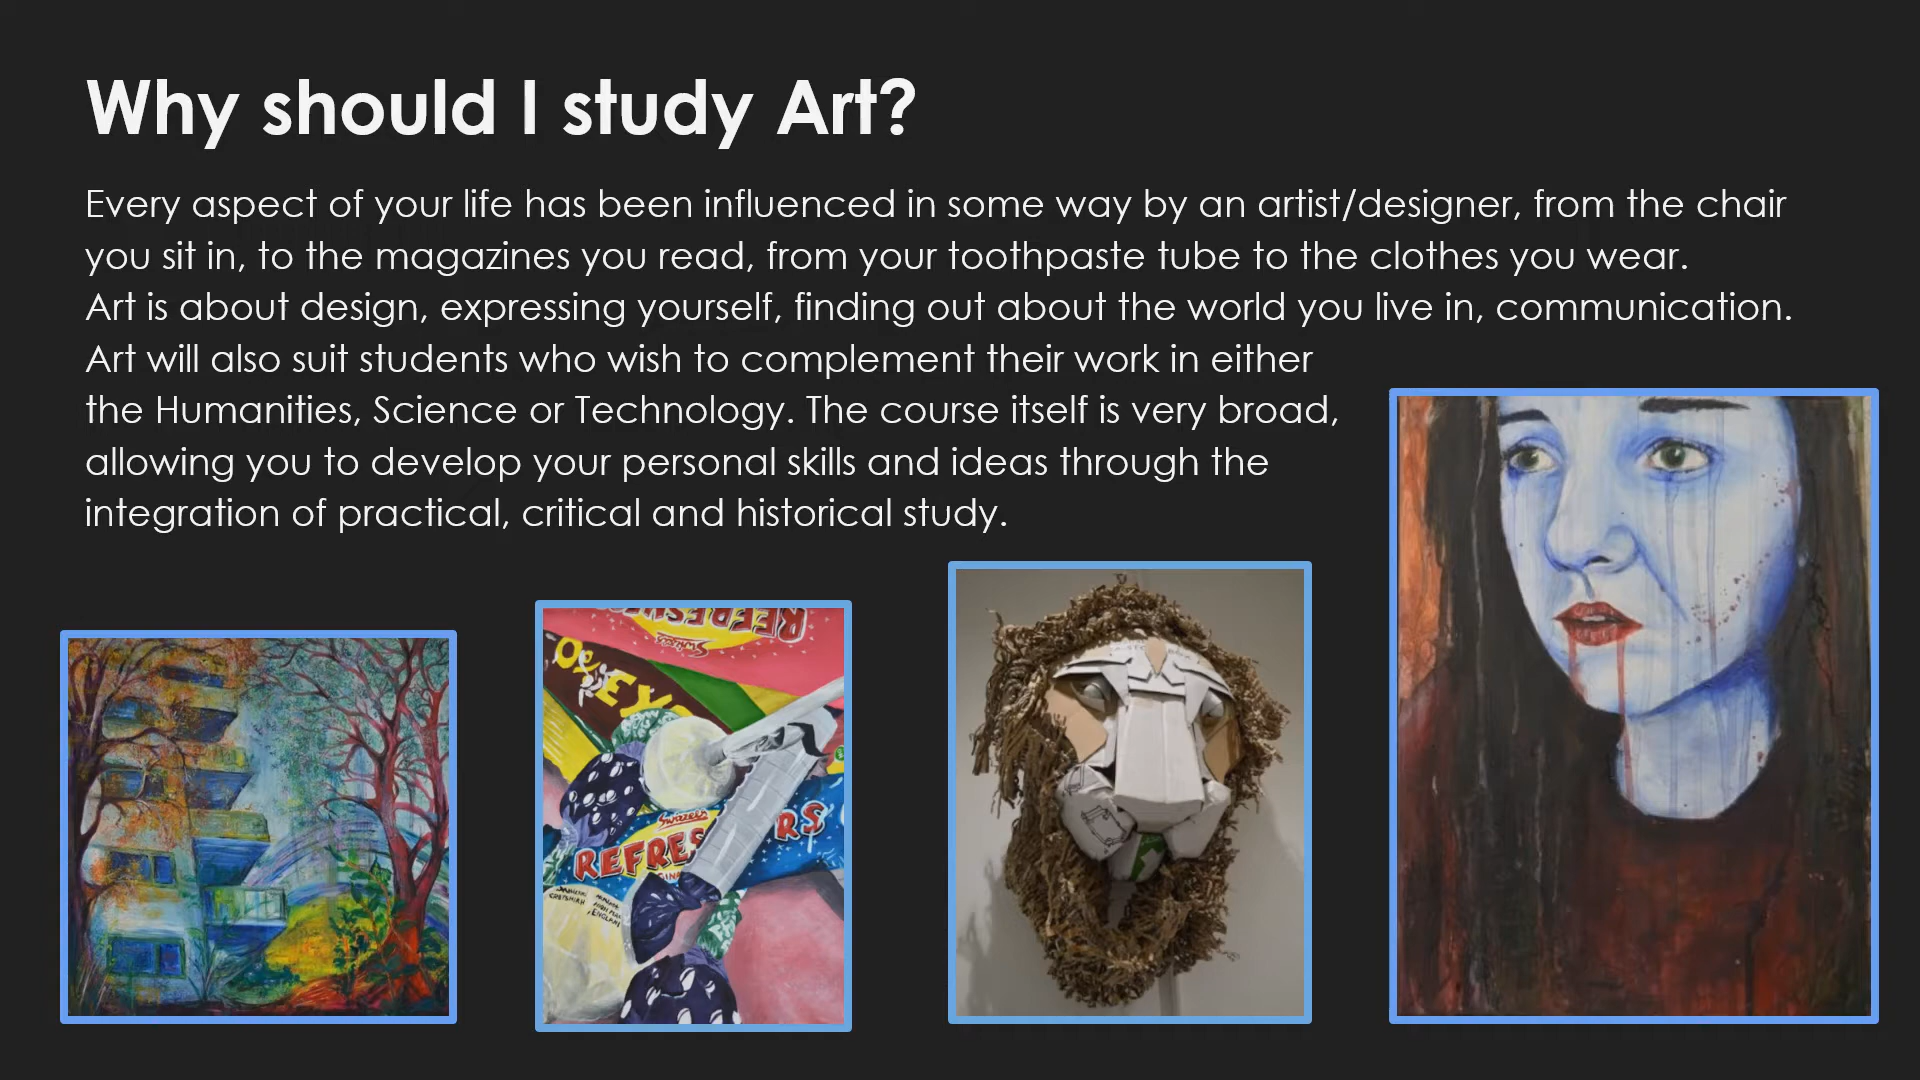 Why should I study Art?
Every aspect of your life has been influenced in some way by an artist/designer, from the chair
you sit in, to the magazines you read, from your toothpaste tube to the clothes you wear.
Art is about design, expressing yourself, finding out about the world you live in, communication.
Art will also suit students who wish to complement their work in either
the Humanities, Science or Technology. The course itself is very broad,
allowing you to develop your personal skills and ideas through the
integration of practical, critical and historical study.
REFRESH
Swizzels
Swizzels
REFRES
RS
ENGLAND